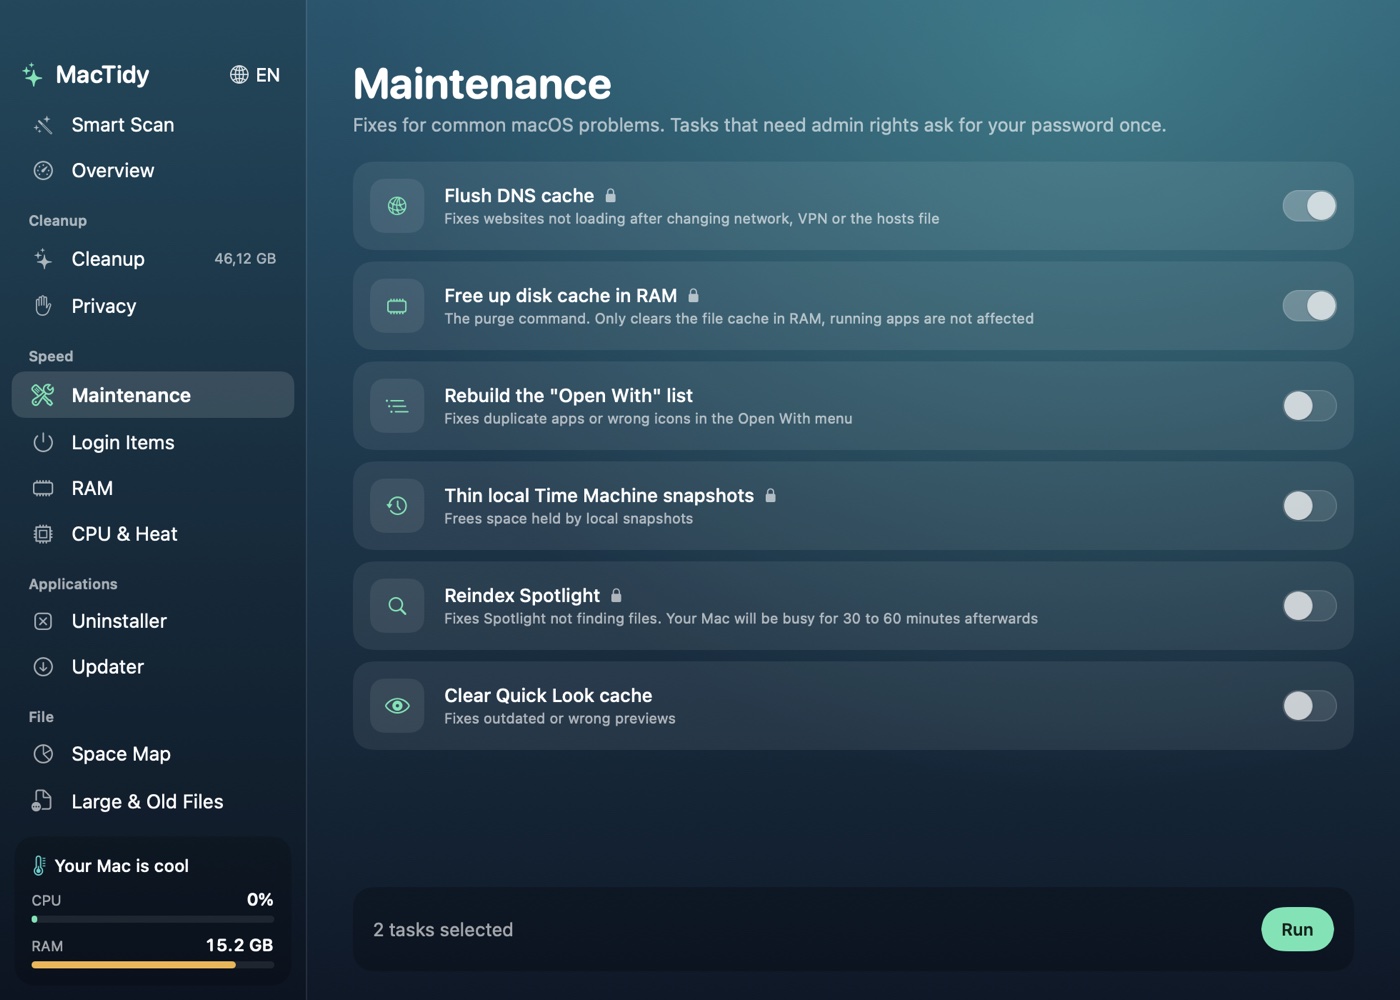 MacTidy
EN
Smart Scan
Overview
Cleanup
Cleanup
46,12 GB
Privacy
Speed
Maintenance
Login Items
RAM
CPU & Heat
Applications
Uninstaller
Updater
File
Space Map
Large & Old Files
Your Mac is cool
CPU
0%
RAM
15.2 GB
Maintenance
Fixes for common macOS problems. Tasks that need admin rights ask for your password once.
Flush DNS cache
Fixes websites not loading after changing network, VPN or the hosts file
Free up disk cache in RAM
The purge command. Only clears the file cache in RAM, running apps are not affected
Rebuild the "Open With" list
Fixes duplicate apps or wrong icons in the Open With menu
Thin local Time Machine snapshots
Frees space held by local snapshots
Reindex Spotlight
Fixes Spotlight not finding files. Your Mac will be busy for 30 to 60 minutes afterwards
Clear Quick Look cache
Fixes outdated or wrong previews
2 tasks selected
Run